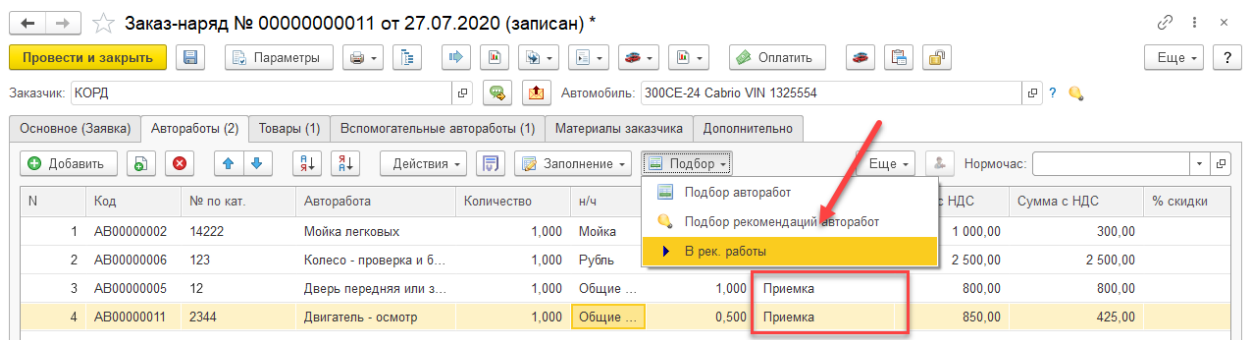 Заказ-наряд № 00000000011 от 27.07.2020 (записан) *
Провести и закрыть Параметры Оплатить Еще ?
Заказчик: КОРД Автомобиль: 300CE-24 Cabrio VIN 1325554 ?
Основное (Заявка) Автоработы (2) Товары (1) Вспомогательные автоработы (1) Материалы заказчика Дополнительно
Добавить Действия Заполнение Подбор Еще Нормочас:
N Код № по кат. Авторабота Количество н/ч с НДС Сумма с НДС % скидки
Подбор авторабот
Подбор рекомендаций авторабот
В рек. работы
1 АВ00000002 14222 Мойка легковых 1,000 Мойка 1 000,00 300,00
2 АВ00000006 123 Колесо - проверка и б... 1,000 Рубль 2 500,00 2 500,00
3 АВ00000005 12 Дверь передняя или з... 1,000 Общие ... 1,000 Приемка 800,00 800,00
4 АВ00000011 2344 Двигатель - осмотр 1,000 Общие ... 0,500 Приемка 850,00 425,00